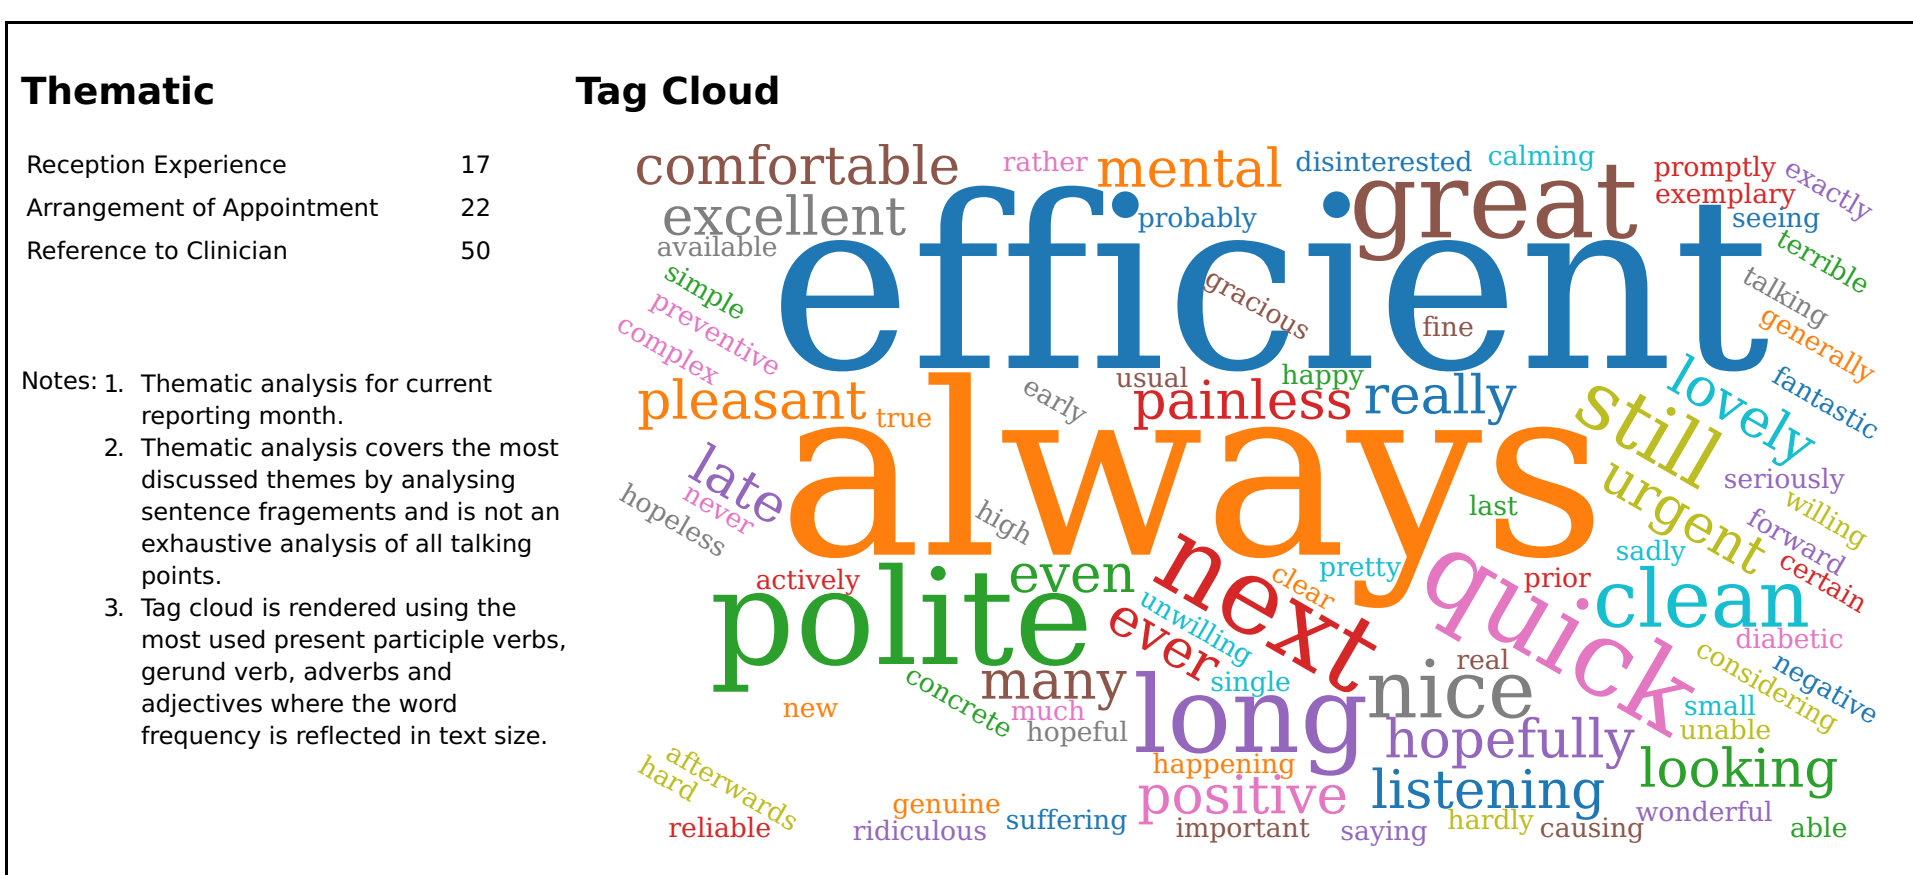 Thematic
Reception Experience 17
Arrangement of Appointment 22
Reference to Clinician 50
Notes: 1. Thematic analysis for current
reporting month.
2. Thematic analysis covers the most
discussed themes by analysing
sentence fragements and is not an
exhaustive analysis of all talking
points.
3. Tag cloud is rendered using the
most used present participle verbs,
gerund verb, adverbs and
adjectives where the word
frequency is reflected in text size.
Tag Cloud
comfortable
rather
mental
disinterested
calming
promptly
exactly
exemplary
great
excellent
probably
seeing
available
efficient
terrible
simple
gracious
talking
preventive
fine
generally
complex
usual
happy
lovely
fantastic
pleasant
true
early
painless
really
still
always
late
never
hopeless
high
last
urgent
seriously
willing
forward
sadly
certain
actively
even
next
clear
pretty
quick
prior
clean
polite
unwilling
ever
diabetic
many
single
real
considering
negative
concrete
new
much
hopeful
long
nice
small
unable
hopefully
afterwards
hard
happening
looking
positive
listening
genuine
suffering
reliable
ridiculous
important
saying
hardly
causing
wonderful
able